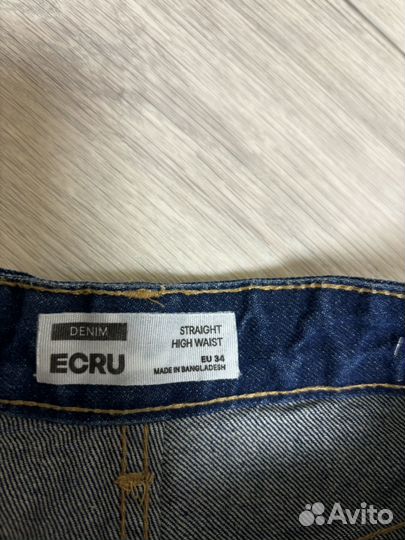 DENIM
ECRU
STRAIGHT
HIGH WAIST
EU 34
MADE IN BANGLADESH
Avito